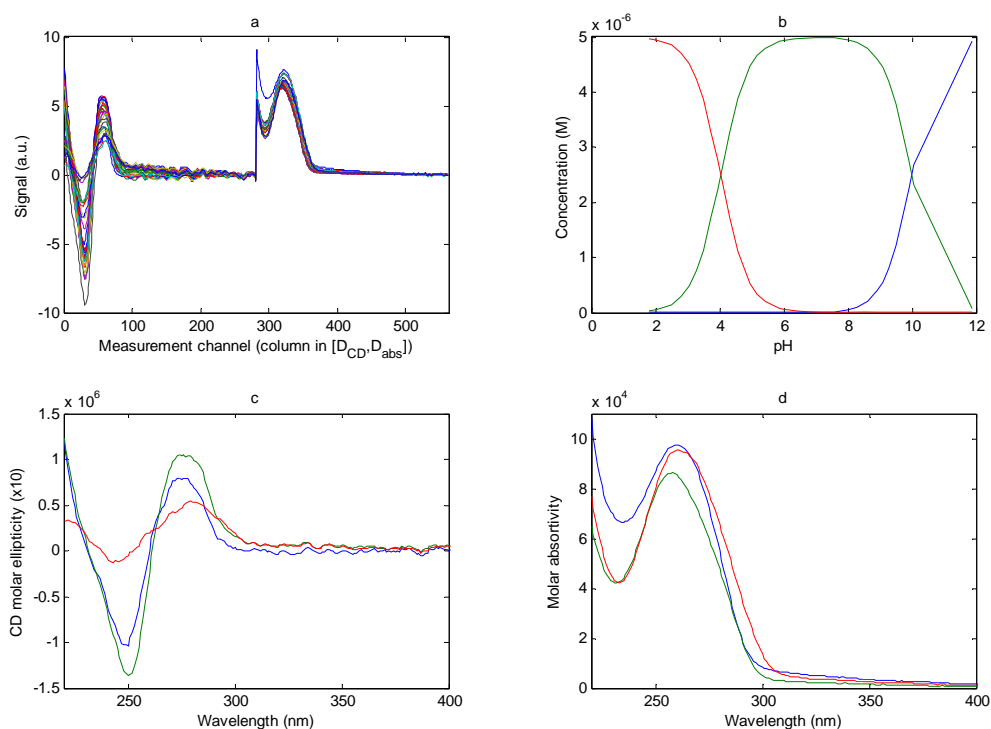 a
10
5
0
-5
-10
Signal (a.u.)
0 100 200 300 400 500
Measurement channel (column in [D_CD,D_abs])
b
x 10^-6
5
4
3
2
1
0
Concentration (M)
0 2 4 6 8 10 12
pH
c
x 10^6
1.5
1
0.5
0
-0.5
-1
-1.5
CD molar ellipticity (x10)
250 300 350 400
Wavelength (nm)
d
x 10^4
10
8
6
4
2
0
Molar absortivity
250 300 350 400
Wavelength (nm)